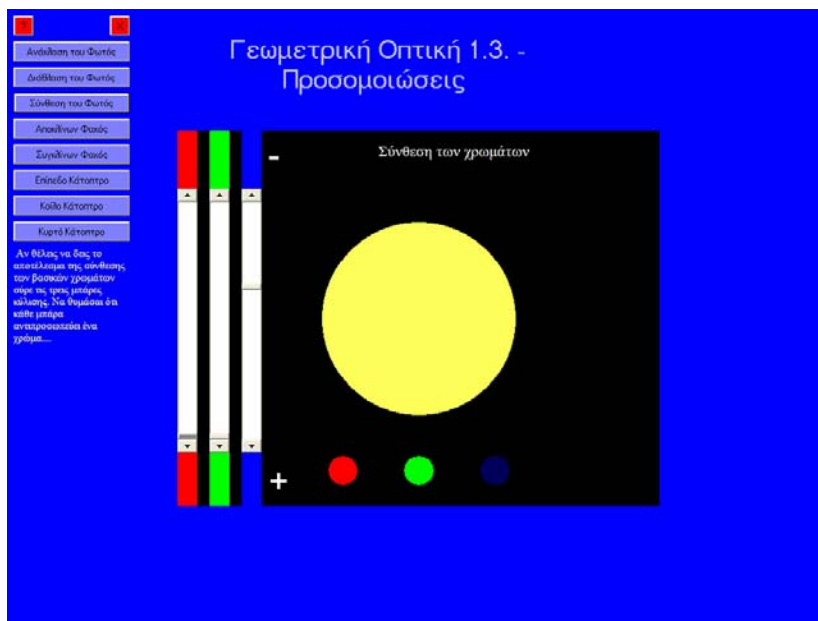 ?
X
Ανάκλαση του Φωτός
Διάθλαση του Φωτός
Σύνθεση του Φωτός
Αποκλίνων Φακός
Συγκλίνων Φακός
Επίπεδο Κάτοπτρο
Κοίλο Κάτοπτρο
Κυρτό Κάτοπτρο
Αν θέλεις να δεις το
αποτέλεσμα της σύνθεσης
των βασικών χρωμάτων
σύρε τις τρεις μπάρες
κύλισης. Να θυμάσαι ότι
κάθε μπάρα
αντιπροσωπεύει ένα
χρώμα....
Γεωμετρική Οπτική 1.3. -
Προσομοιώσεις
-
Σύνθεση των χρωμάτων
+